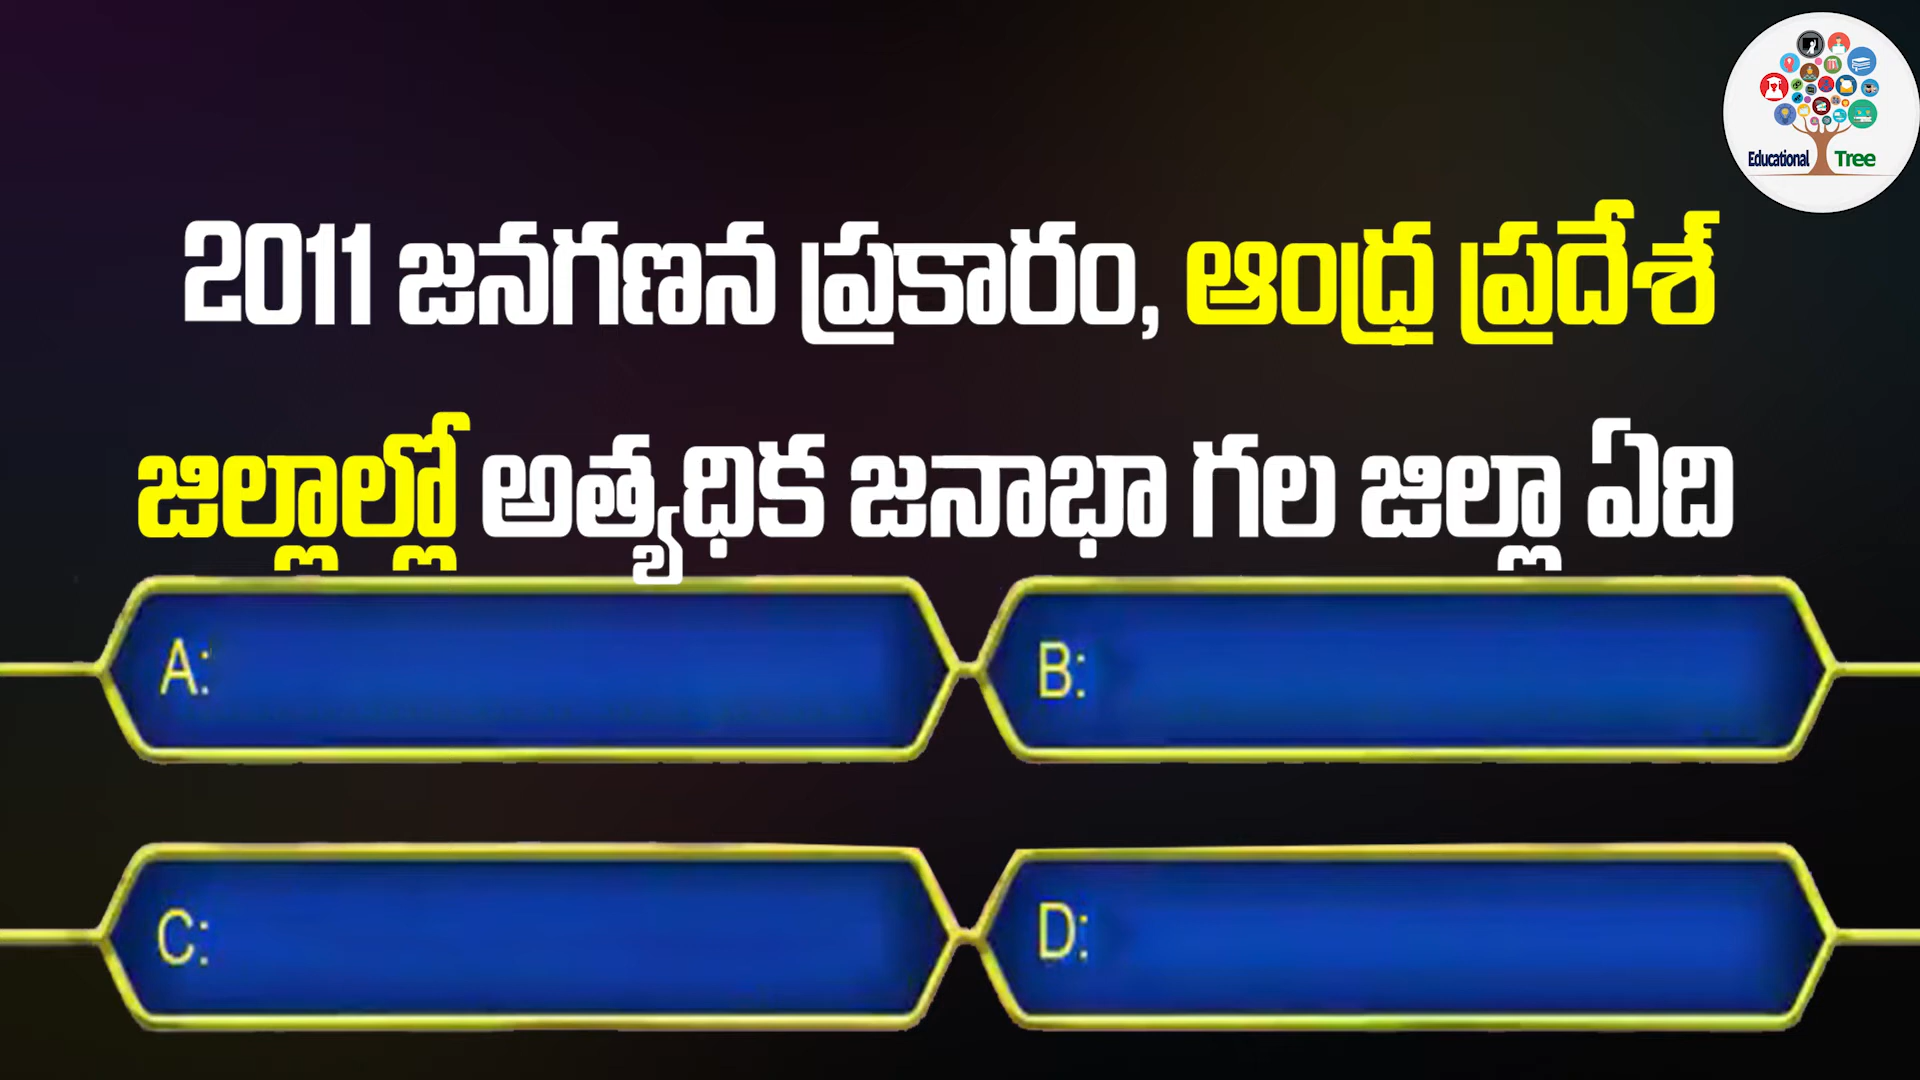 Educational Tree
2011 జనగణన ప్రకారం, ఆంధ్ర ప్రదేశ్
జిల్లాల్లో అత్యధిక జనాభా గల జిల్లా ఏది
A:
B:
C:
D: